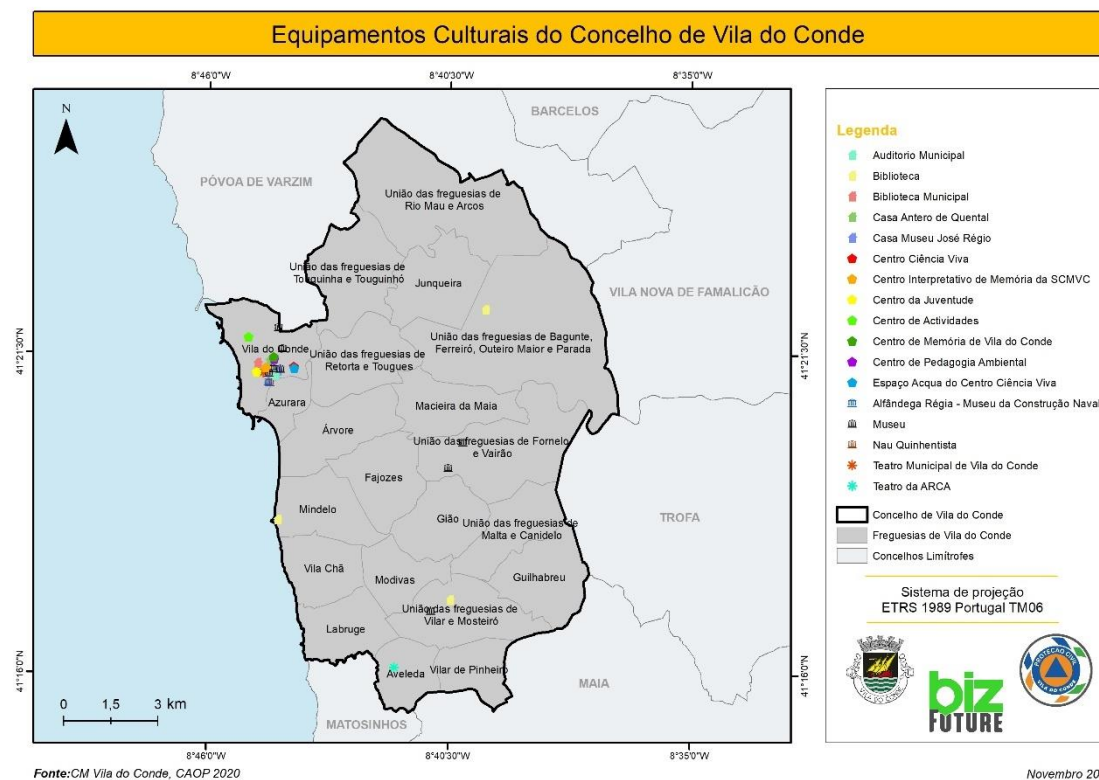 Equipamentos Culturais do Concelho de Vila do Conde
8°46'0"W
8°40'30"W
8°35'0"W
N
BARCELOS
PÓVOA DE VARZIM
União das freguesias de
Rio Mau e Arcos
União das freguesias de
Touguinha e Touguinhó
Junqueira
VILA NOVA DE FAMALICÃO
União das freguesias de Bagunte,
Ferreiró, Outeiro Maior e Parada
41°21'30"N
41°21'30"N
Vila do Conde
União das freguesias de
Retorta e Tougues
Azurara
Macieira da Maia
Árvore
União das freguesias de Fornelo
e Vairão
Fajozes
Mindelo
Gião
União das freguesias de
Malta e Canidelo
TROFA
Vila Chã
Modivas
Guilhabreu
União das freguesias de
Vilar e Mosteiró
Labruge
Aveleda
Vilar de Pinheiro
41°16'0"N
41°16'0"N
MAIA
MATOSINHOS
0 1,5 3 km
8°46'0"W
8°40'30"W
8°35'0"W
Legenda
Auditorio Municipal
Biblioteca
Biblioteca Municipal
Casa Antero de Quental
Casa Museu José Régio
Centro Ciência Viva
Centro Interpretativo de Memória da SCMVC
Centro da Juventude
Centro de Actividades
Centro de Memória de Vila do Conde
Centro de Pedagogia Ambiental
Espaço Acqua do Centro Ciência Viva
Alfândega Régia - Museu da Construção Naval
Museu
Nau Quinhentista
Teatro Municipal de Vila do Conde
Teatro da ARCA
Concelho de Vila do Conde
Freguesias de Vila do Conde
Concelhos Limítrofes
Sistema de projeção
ETRS 1989 Portugal TM06
VILA DO CONDE
biz
FUTURE
PROTECÇÃO CIVIL
VILA DO CONDE
Fonte:CM Vila do Conde, CAOP 2020
Novembro 20